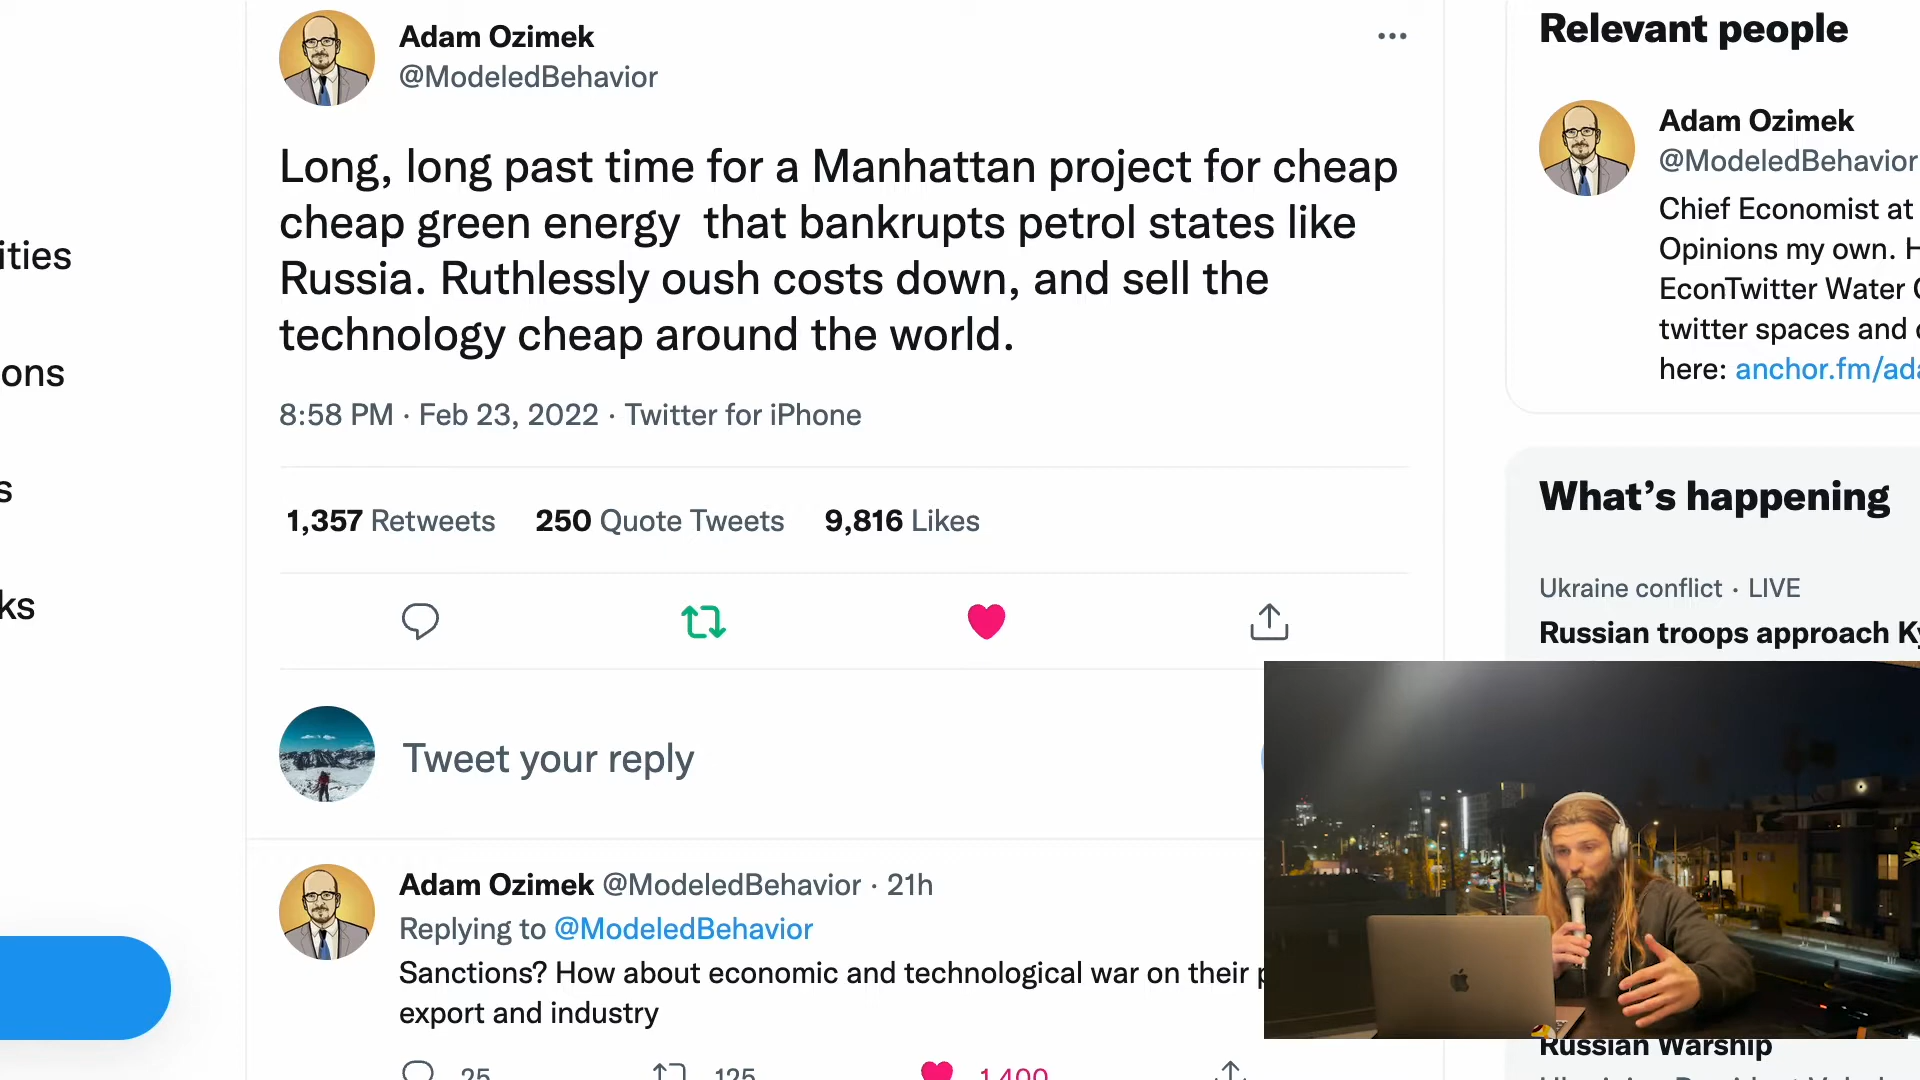 Adam Ozimek
@ModeledBehavior
Long, long past time for a Manhattan project for cheap
cheap green energy  that bankrupts petrol states like
Russia. Ruthlessly oush costs down, and sell the
technology cheap around the world.
8:58 PM · Feb 23, 2022 · Twitter for iPhone
1,357 Retweets 250 Quote Tweets 9,816 Likes
Tweet your reply
Adam Ozimek @ModeledBehavior · 21h
Replying to @ModeledBehavior
Sanctions? How about economic and technological war on their
export and industry
25 125 1,400
ities
ons
s
ks
Relevant people
Adam Ozimek
@ModeledBehavior
Chief Economist at
Opinions my own. H
EconTwitter Water
twitter spaces and
here: anchor.fm/ada
What's happening
Ukraine conflict · LIVE
Russian troops approach Ky
Russian Warship